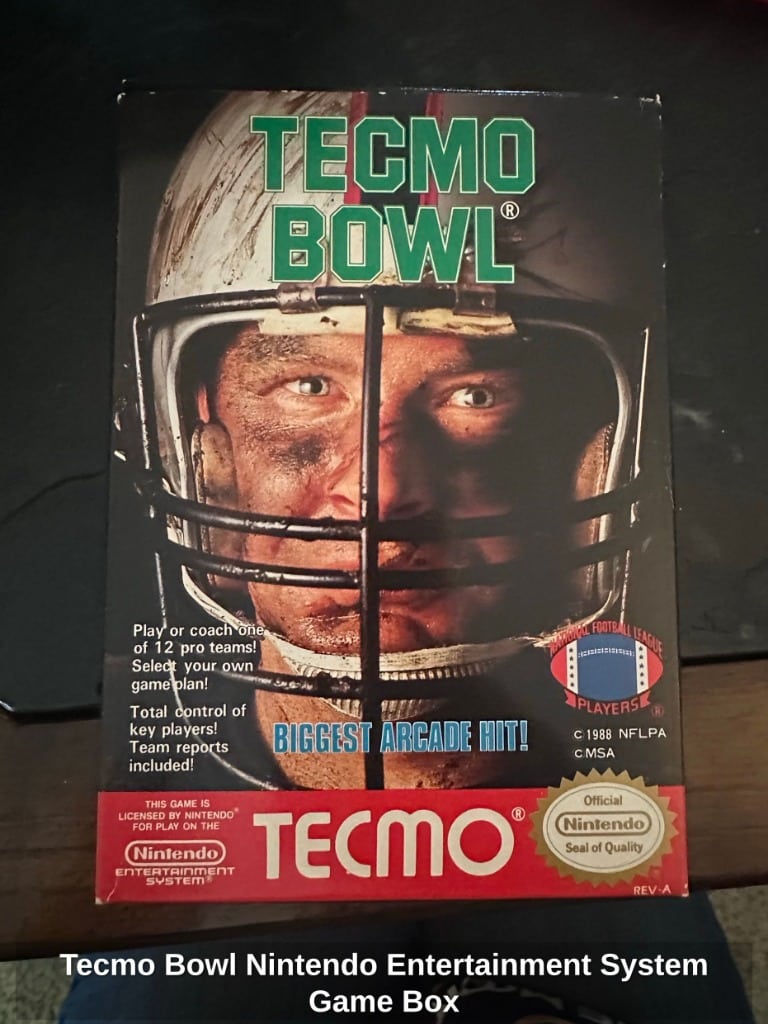 TECMO
BOWL®
Play or coach one
of 12 pro teams!
Select your own
game plan!
Total control of
key players!
Team reports
included!
BIGGEST ARCADE HIT!
NATIONAL FOOTBALL LEAGUE
PLAYERS®
© 1988 NFLPA
© MSA
THIS GAME IS
LICENSED BY NINTENDO®
FOR PLAY ON THE
Nintendo
ENTERTAINMENT
SYSTEM®
TECMO®
Official
Nintendo
Seal of Quality
REV-A
Tecmo Bowl Nintendo Entertainment System
Game Box